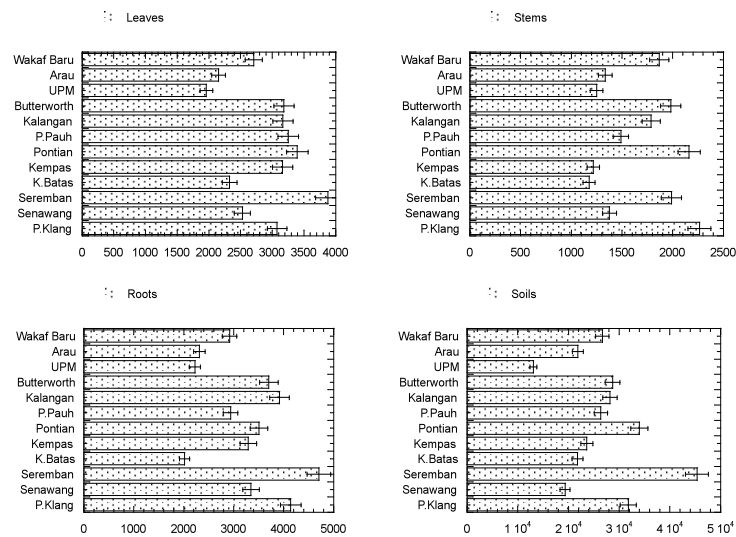 Leaves
Wakaf Baru
Arau
UPM
Butterworth
Kalangan
P.Pauh
Pontian
Kempas
K.Batas
Seremban
Senawang
P.Klang
0 500 1000 1500 2000 2500 3000 3500 4000
Stems
Wakaf Baru
Arau
UPM
Butterworth
Kalangan
P.Pauh
Pontian
Kempas
K.Batas
Seremban
Senawang
P.Klang
0 500 1000 1500 2000 2500
Roots
Wakaf Baru
Arau
UPM
Butterworth
Kalangan
P.Pauh
Pontian
Kempas
K.Batas
Seremban
Senawang
P.Klang
0 1000 2000 3000 4000 5000
Soils
Wakaf Baru
Arau
UPM
Butterworth
Kalangan
P.Pauh
Pontian
Kempas
K.Batas
Seremban
Senawang
P.Klang
0 1 10⁴ 2 10⁴ 3 10⁴ 4 10⁴ 5 10⁴